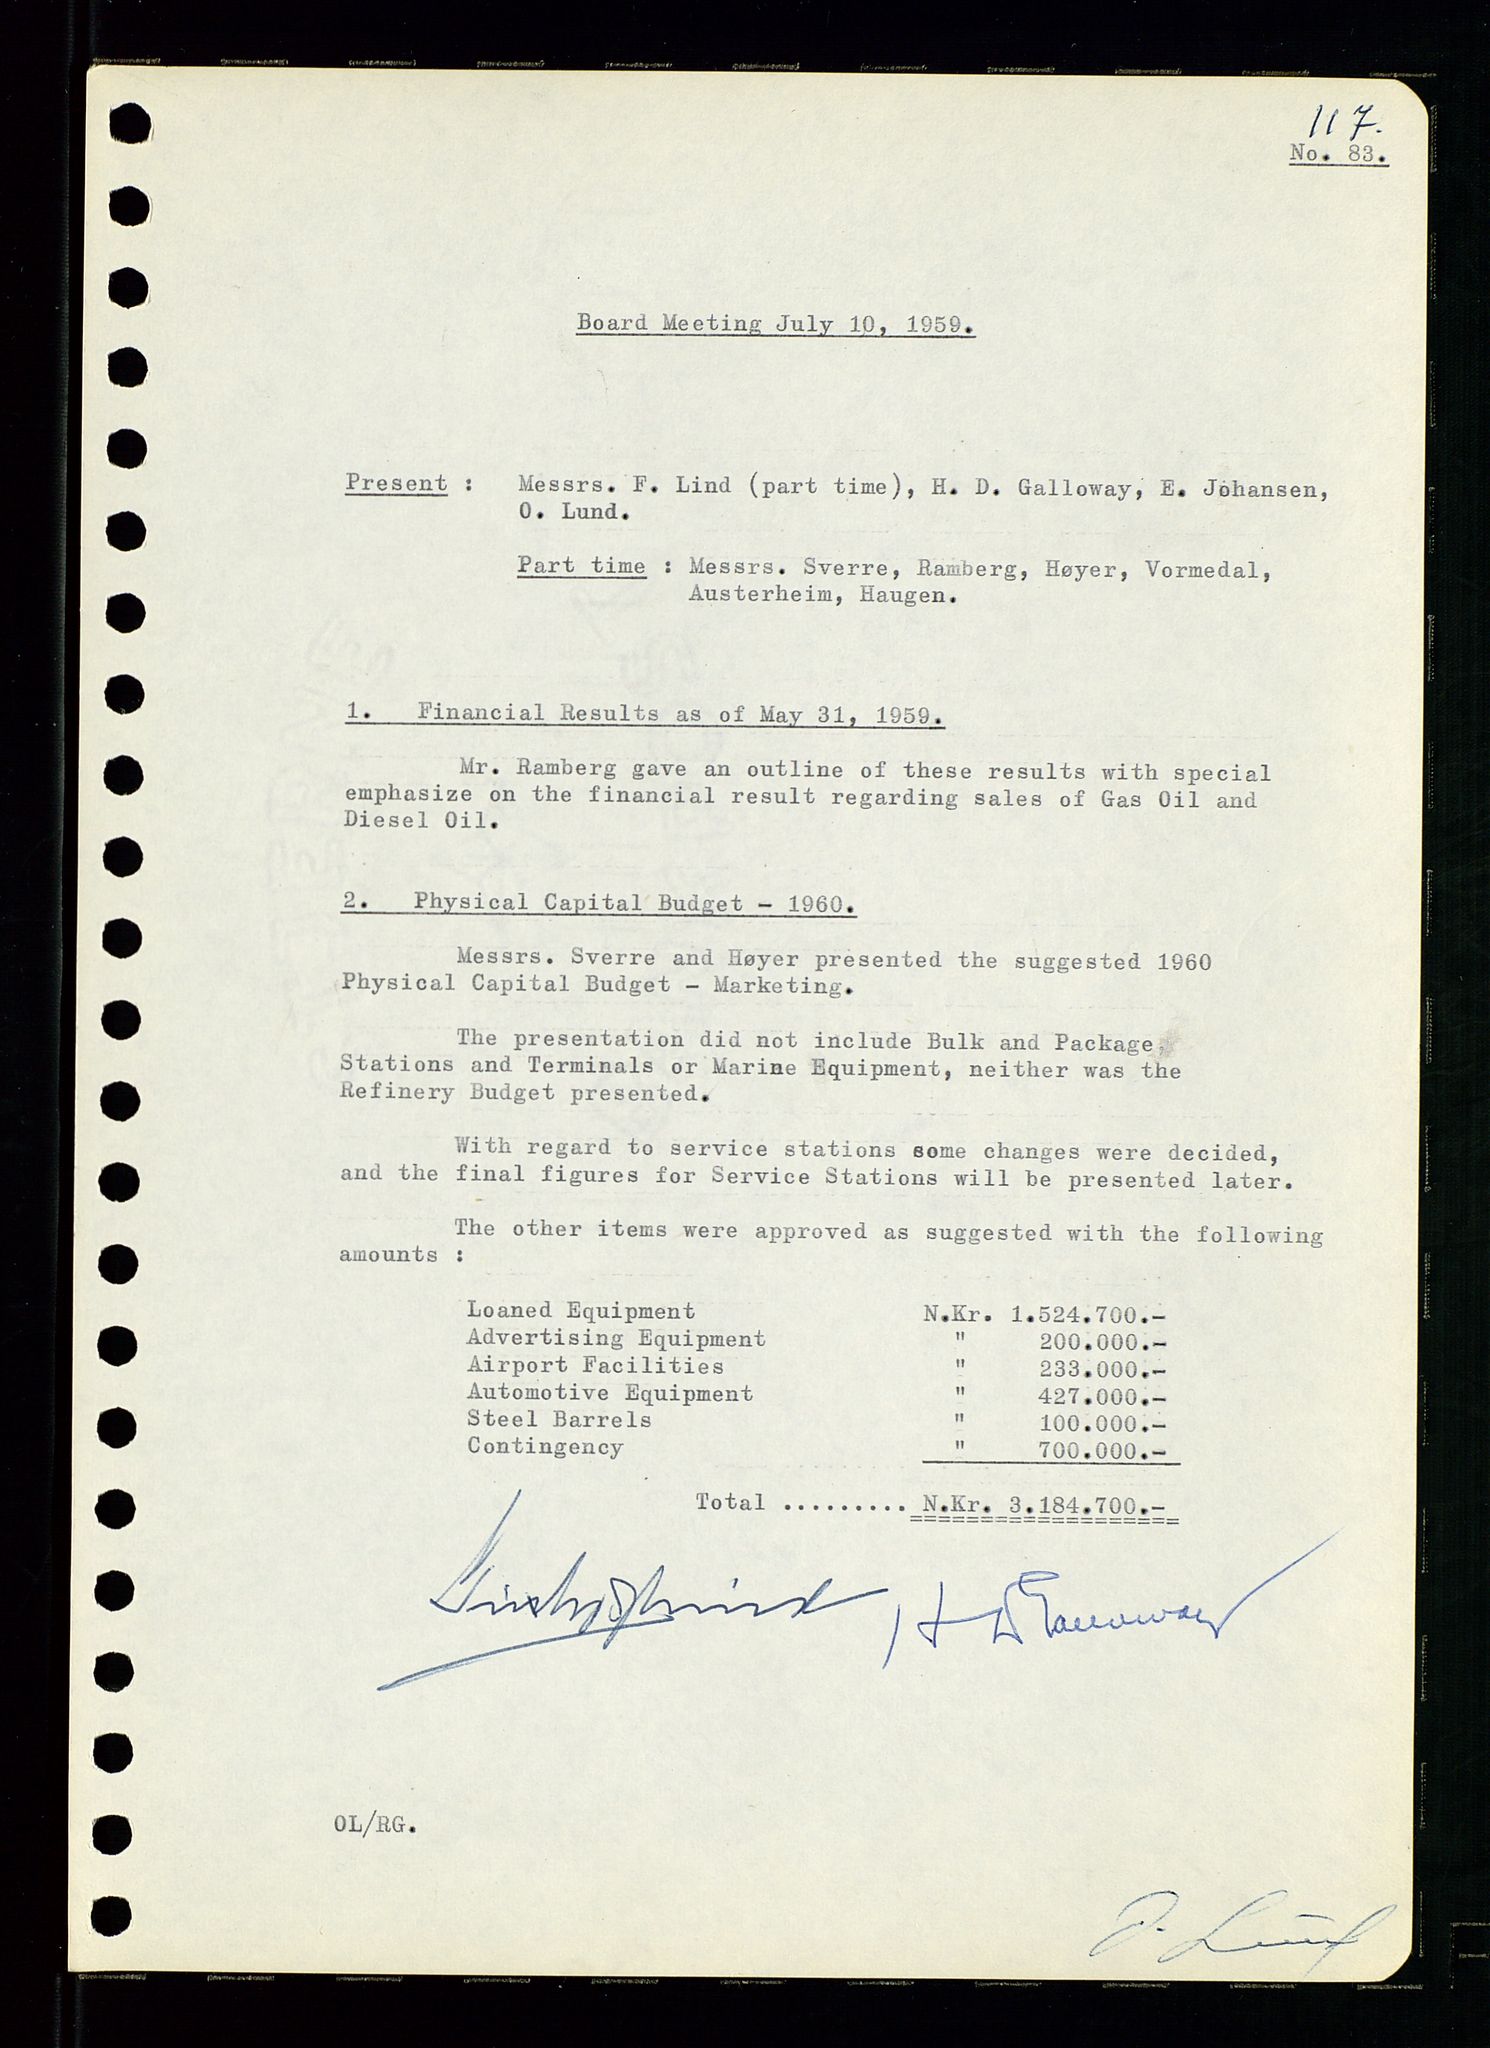 117.
No. 83.
Board Meeting July 10, 1959.
Present : Messrs. F. Lind (part time), H. D. Galloway, E. Johansen,
O. Lund.
Part time : Messrs. Sverre, Ramberg, Høyer, Vormedal,
Austerheim, Haugen.
1. Financial Results as of May 31, 1959.
Mr. Ramberg gave an outline of these results with special
emphasize on the financial result regarding sales of Gas Oil and
Diesel Oil.
2. Physical Capital Budget - 1960.
Messrs. Sverre and Høyer presented the suggested 1960
Physical Capital Budget - Marketing.
The presentation did not include Bulk and Package,
Stations and Terminals or Marine Equipment, neither was the
Refinery Budget presented.
With regard to service stations some changes were decided,
and the final figures for Service Stations will be presented later.
The other items were approved as suggested with the following
amounts :
Loaned Equipment N.Kr. 1.524.700.-
Advertising Equipment " 200.000.-
Airport Facilities " 233.000.-
Automotive Equipment " 427.000.-
Steel Barrels " 100.000.-
Contingency " 700.000.-
Total ......... N.Kr. 3.184.700.-
H D Galloway
OL/RG.
O. Lund